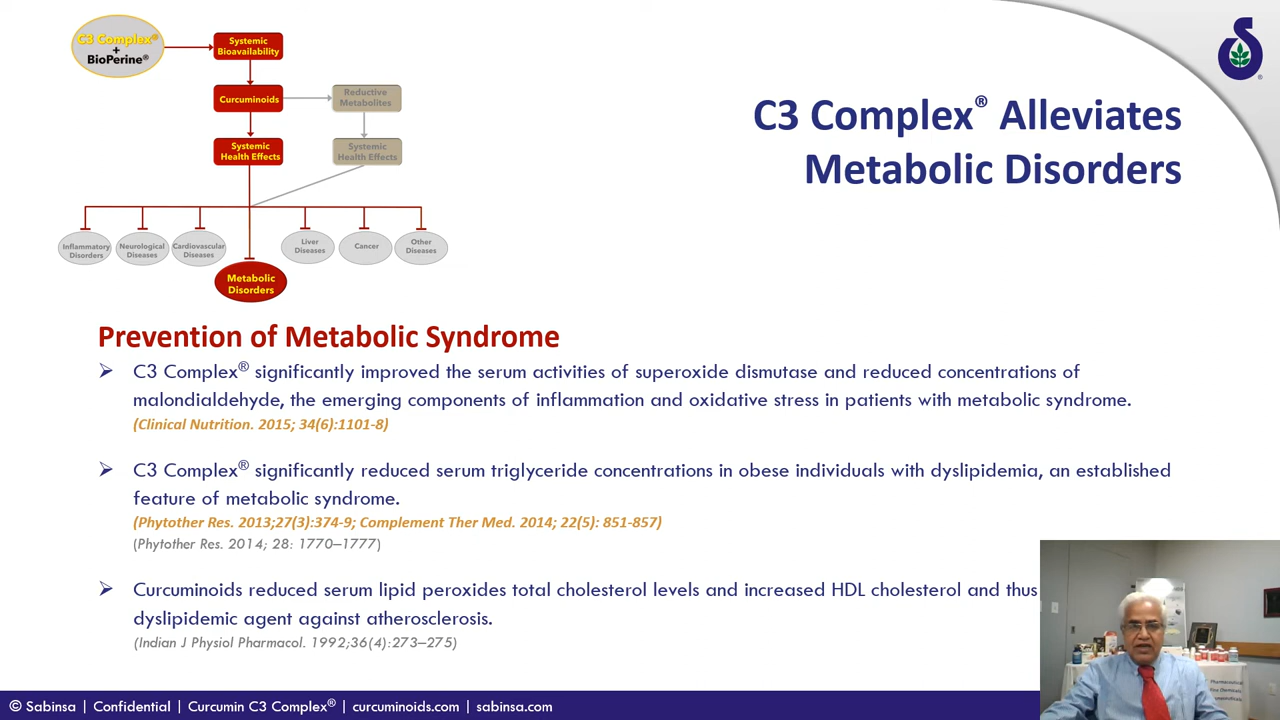 C3 Complex®
+
BioPerine®
Systemic
Bioavailability
Curcuminoids
Reductive
Metabolites
Systemic
Health Effects
Systemic
Health Effects
Inflammatory
Disorders
Neurological
Diseases
Cardiovascular
Diseases
Liver
Diseases
Cancer
Other
Diseases
Metabolic
Disorders
C3 Complex® Alleviates
Metabolic Disorders
Prevention of Metabolic Syndrome
➢ C3 Complex® significantly improved the serum activities of superoxide dismutase and reduced concentrations of
malondialdehyde, the emerging components of inflammation and oxidative stress in patients with metabolic syndrome.
(Clinical Nutrition. 2015; 34(6):1101-8)
➢ C3 Complex® significantly reduced serum triglyceride concentrations in obese individuals with dyslipidemia, an established
feature of metabolic syndrome.
(Phytother Res. 2013;27(3):374-9; Complement Ther Med. 2014; 22(5): 851-857)
(Phytother Res. 2014; 28: 1770–1777)
➢ Curcuminoids reduced serum lipid peroxides total cholesterol levels and increased HDL cholesterol and thus
dyslipidemic agent against atherosclerosis.
(Indian J Physiol Pharmacol. 1992;36(4):273–275)
Pharmaceutical
Fine Chemicals
© Sabinsa | Confidential | Curcumin C3 Complex® | curcuminoids.com | sabinsa.com